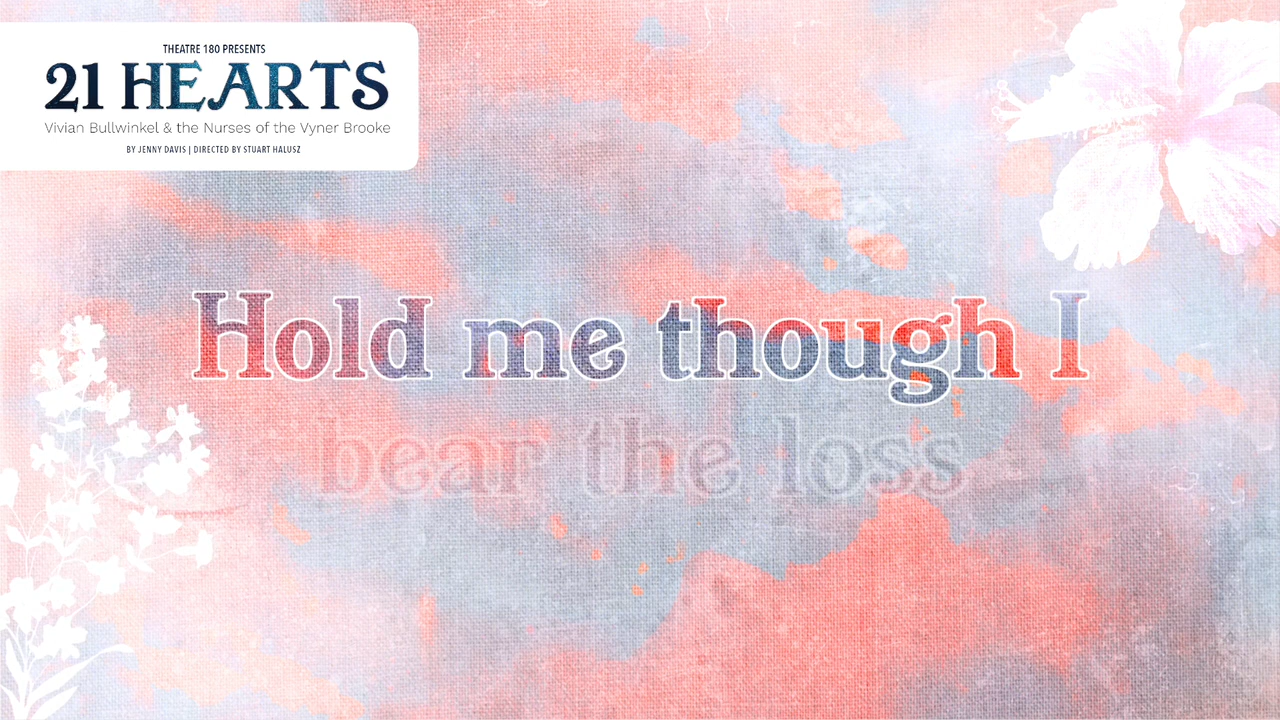 THEATRE 180 PRESENTS
21 HEARTS
Vivian Bullwinkel & the Nurses of the Vyner Brooke
BY JENNY DAVIS | DIRECTED BY STUART HALUSZ
Hold me though I
bear the loss